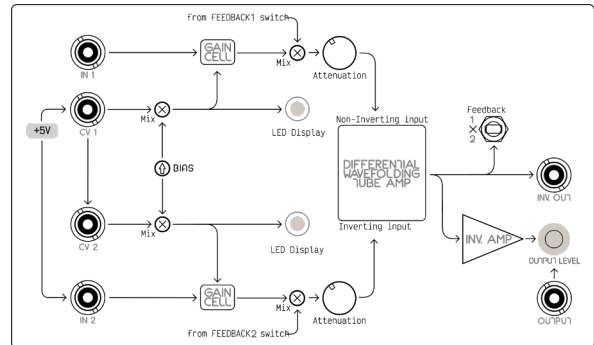 from FEEDBACK1 switch
IN 1
GAIN
CELL
Mix
Attenuation
+5V
CV 1
Mix
LED Display
Non-Inverting input
Feedback
1
X
2
BIAS
DIFFERENTIAL
WAVEFOLDING
TUBE AMP
INV. OUT
CV 2
Mix
LED Display
Inverting input
INV. AMP
OUTPUT LEVEL
IN 2
GAIN
CELL
Mix
Attenuation
OUTPUT
from FEEDBACK2 switch